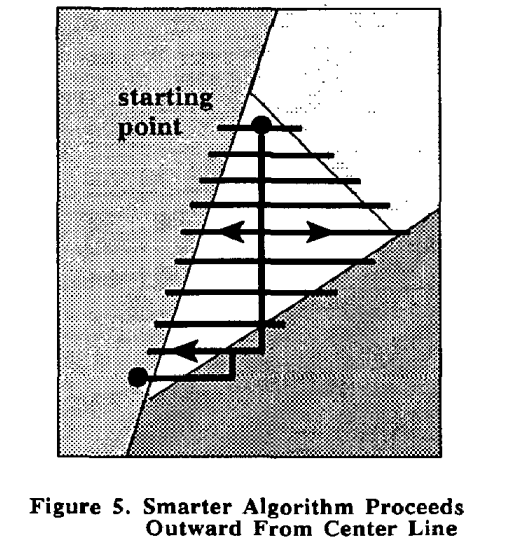 starting
point
Figure 5. Smarter Algorithm Proceeds
Outward From Center Line